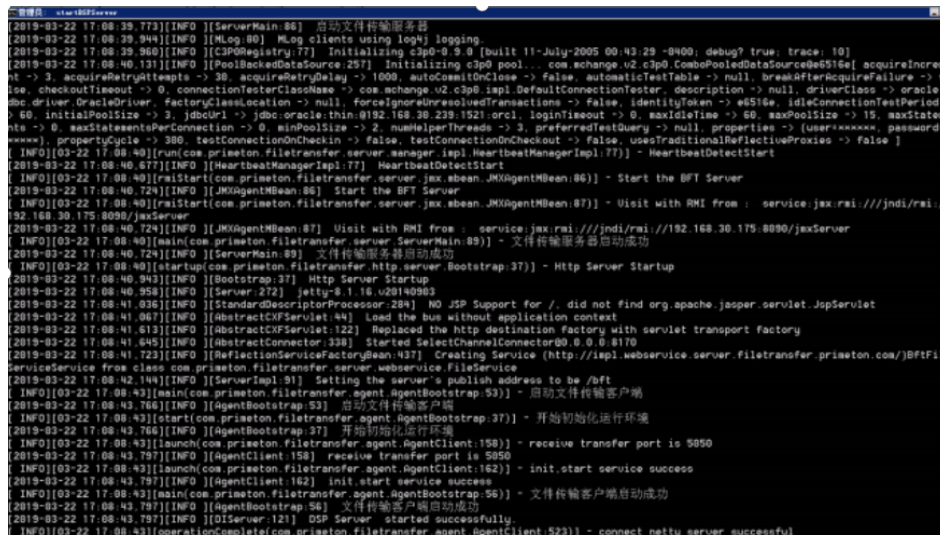 管理员: startDSPServer
[2019-03-22 17:08:39,773][INFO ][ServerMain:86]  启动文件传输服务器
[2019-03-22 17:08:39,944][INFO ][MLog:80]  MLog clients using log4j logging.
[2019-03-22 17:08:39,960][INFO ][C3P0Registry:77]  Initializing c3p0-0.9.0 [built 11-July-2005 00:43:29 -0400; debug? true; trace: 10]
[2019-03-22 17:08:40,131][INFO ][PoolBackedDataSource:257]  Initializing c3p0 pool... com.mchange.v2.c3p0.ComboPooledDataSource@e6516e[ acquireIncreme
nt -> 3, acquireRetryAttempts -> 30, acquireRetryDelay -> 1000, autoCommitOnClose -> false, automaticTestTable -> null, breakAfterAcquireFailure ->
lse, checkoutTimeout -> 0, connectionTesterClassName -> com.mchange.v2.c3p0.impl.DefaultConnectionTester, description -> null, driverClass -> oracle
dbc.driver.OracleDriver, factoryClassLocation -> null, forceIgnoreUnresolvedTransactions -> false, identityToken -> e6516e, idleConnectionTestPeriod
> 60, initialPoolSize -> 3, jdbcUrl -> jdbc:oracle:thin:@192.168.30.239:1521:orcl, loginTimeout -> 0, maxIdleTime -> 60, maxPoolSize -> 15, maxState
nts -> 0, maxStatementsPerConnection -> 0, minPoolSize -> 2, numHelperThreads -> 3, preferredTestQuery -> null, properties -> {user=******, password
*****}, propertyCycle -> 300, testConnectionOnCheckin -> false, testConnectionOnCheckout -> false, usesTraditionalReflectiveProxies -> false ]
[ INFO][03-22 17:08:40][run(com.primeton.filetransfer.server.manager.impl.HeartbeatManagerImpl:77)] - HeartbeatDetectStart
[2019-03-22 17:08:40,677][INFO ][HeartbeatManagerImpl:77]  HeartbeatDetectStart
[ INFO][03-22 17:08:40][rmiStart(com.primeton.filetransfer.server.jmx.mbean.JMXAgentMBean:86)] - Start the BFT Server
[2019-03-22 17:08:40,724][INFO ][JMXAgentMBean:86]  Start the BFT Server
[ INFO][03-22 17:08:40][rmiStart(com.primeton.filetransfer.server.jmx.mbean.JMXAgentMBean:87)] - Visit with RMI from :  service:jmx:rmi:///jndi/rmi:
192.168.30.175:8090/jmxServer
[2019-03-22 17:08:40,724][INFO ][JMXAgentMBean:87]  Visit with RMI from :  service:jmx:rmi:///jndi/rmi://192.168.30.175:8090/jmxServer
[ INFO][03-22 17:08:40][main(com.primeton.filetransfer.server.ServerMain:89)] - 文件传输服务器启动成功
[2019-03-22 17:08:40,724][INFO ][ServerMain:89]  文件传输服务器启动成功
[ INFO][03-22 17:08:40][startup(com.primeton.filetransfer.http.server.Bootstrap:37)] - Http Server Startup
[2019-03-22 17:08:40,943][INFO ][Bootstrap:37]  Http Server Startup
[2019-03-22 17:08:40,958][INFO ][Server:272]  jetty-8.1.16.v20140903
[2019-03-22 17:08:41,036][INFO ][StandardDescriptorProcessor:284]  NO JSP Support for /, did not find org.apache.jasper.servlet.JspServlet
[2019-03-22 17:08:41,067][INFO ][AbstractCXFServlet:44]  Load the bus without application context
[2019-03-22 17:08:41,613][INFO ][AbstractCXFServlet:122]  Replaced the http destination factory with servlet transport factory
[2019-03-22 17:08:41,645][INFO ][AbstractConnector:338]  Started SelectChannelConnector@0.0.0.0:8170
[2019-03-22 17:08:41,723][INFO ][ReflectionServiceFactoryBean:437]  Creating Service {http://impl.webservice.server.filetransfer.primeton.com/}BftFi
ServiceService from class com.primeton.filetransfer.server.webservice.FileService
[2019-03-22 17:08:42,144][INFO ][ServerImpl:91]  Setting the server's publish address to be /bft
[ INFO][03-22 17:08:43][main(com.primeton.filetransfer.agent.AgentBootstrap:53)] - 启动文件传输客户端
[2019-03-22 17:08:43,766][INFO ][AgentBootstrap:53]  启动文件传输客户端
[ INFO][03-22 17:08:43][start(com.primeton.filetransfer.agent.AgentBootstrap:37)] - 开始初始化运行环境
[2019-03-22 17:08:43,766][INFO ][AgentBootstrap:37]  开始初始化运行环境
[ INFO][03-22 17:08:43][launch(com.primeton.filetransfer.agent.AgentClient:158)] - receive transfer port is 5050
[2019-03-22 17:08:43,797][INFO ][AgentClient:158]  receive transfer port is 5050
[ INFO][03-22 17:08:43][launch(com.primeton.filetransfer.agent.AgentClient:162)] - init,start service success
[2019-03-22 17:08:43,797][INFO ][AgentClient:162]  init,start service success
[ INFO][03-22 17:08:43][main(com.primeton.filetransfer.agent.AgentBootstrap:56)] - 文件传输客户端启动成功
[2019-03-22 17:08:43,797][INFO ][AgentBootstrap:56]  文件传输客户端启动成功
[2019-03-22 17:08:43,797][INFO ][DIServer:121]  DSP Server  started successfully.
[ INFO][03-22 17:08:43][operationComplete(com.primeton.filetransfer.agent.AgentClient:523)] - connect netty server successful